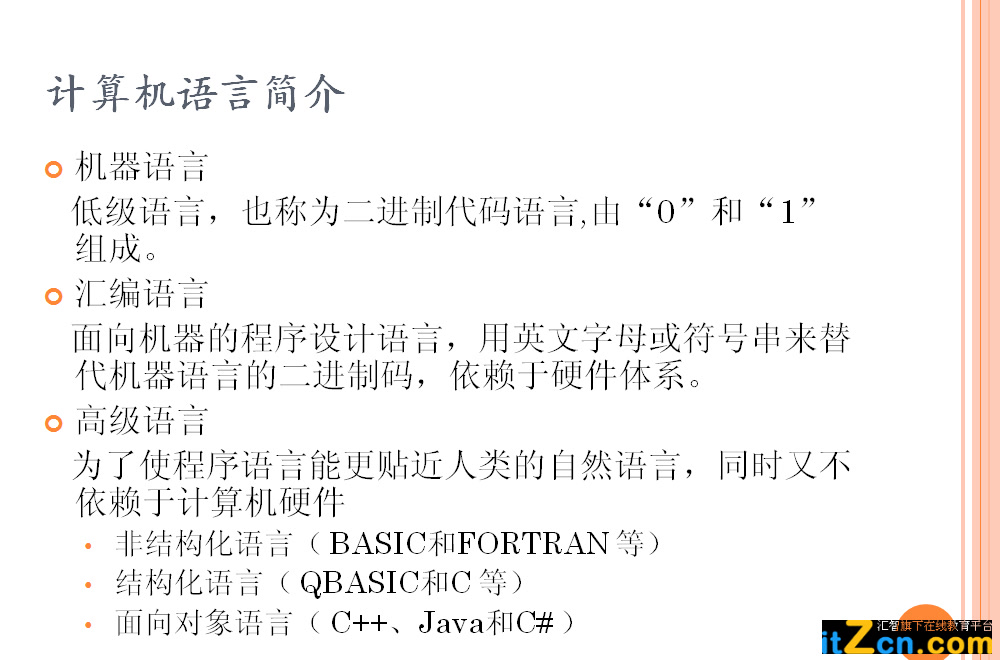 计算机语言简介
机器语言
低级语言，也称为二进制代码语言,由“0”和“1”
组成。
汇编语言
面向机器的程序设计语言，用英文字母或符号串来替
代机器语言的二进制码，依赖于硬件体系。
高级语言
为了使程序语言能更贴近人类的自然语言，同时又不
依赖于计算机硬件
• 非结构化语言（BASIC和FORTRAN等）
• 结构化语言（QBASIC和C等）
• 面向对象语言（C++、Java和C#）
汇智旗下在线教育平台
itZcn.com